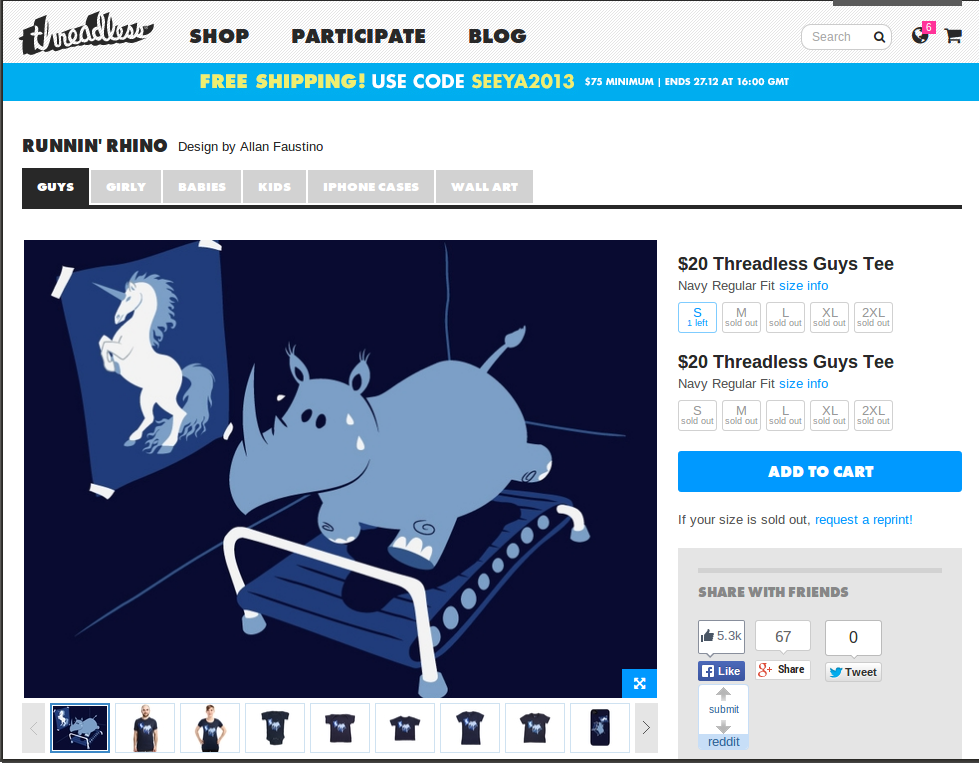 threadless
SHOP PARTICIPATE BLOG
Search
6
FREE SHIPPING! USE CODE SEEYA2013 $75 MINIMUM | ENDS 27.12 AT 16:00 GMT
RUNNIN' RHINO Design by Allan Faustino
GUYS GIRLY BABIES KIDS IPHONE CASES WALL ART
$20 Threadless Guys Tee
Navy Regular Fit size info
S M L XL 2XL
1 left sold out sold out sold out sold out
$20 Threadless Guys Tee
Navy Regular Fit size info
S M L XL 2XL
sold out sold out sold out sold out sold out
ADD TO CART
If your size is sold out, request a reprint!
SHARE WITH FRIENDS
5.3k 67 0
f Like g+ Share Tweet
submit
reddit